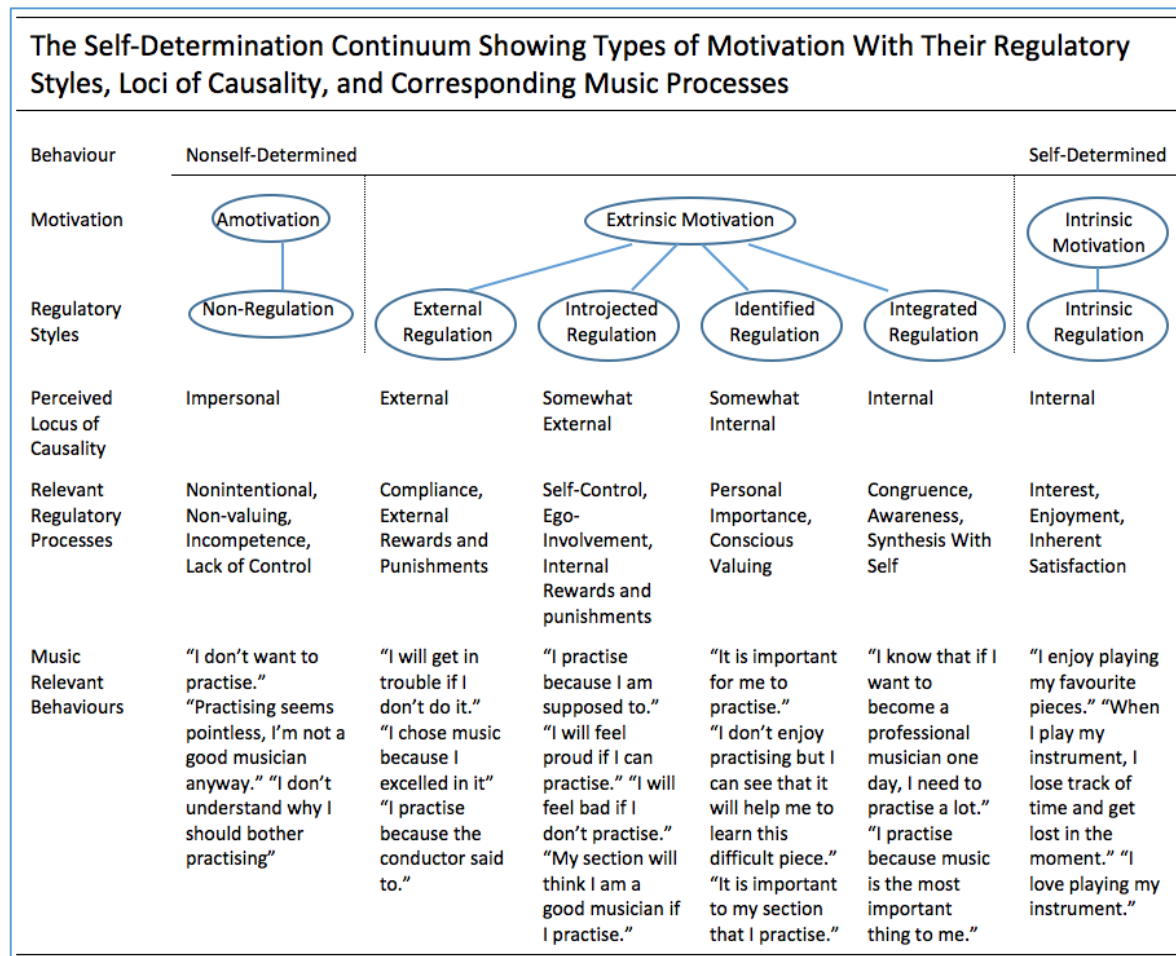 The Self-Determination Continuum Showing Types of Motivation With Their Regulatory
Styles, Loci of Causality, and Corresponding Music Processes
Behaviour
Nonself-Determined
Self-Determined
Motivation
Amotivation
Extrinsic Motivation
Intrinsic
Motivation
Regulatory
Styles
Non-Regulation
External
Regulation
Introjected
Regulation
Identified
Regulation
Integrated
Regulation
Intrinsic
Regulation
Perceived
Locus of
Causality
Impersonal
External
Somewhat
External
Somewhat
Internal
Internal
Internal
Relevant
Regulatory
Processes
Nonintentional,
Non-valuing,
Incompetence,
Lack of Control
Compliance,
External
Rewards and
Punishments
Self-Control,
Ego-
Involvement,
Internal
Rewards and
punishments
Personal
Importance,
Conscious
Valuing
Congruence,
Awareness,
Synthesis With
Self
Interest,
Enjoyment,
Inherent
Satisfaction
Music
Relevant
Behaviours
“I don’t want to
practise.”
“Practising seems
pointless, I’m not a
good musician
anyway.” “I don’t
understand why I
should bother
practising”
“I will get in
trouble if I
don’t do it.”
“I chose music
because I
excelled in it”
“I practise
because the
conductor said
to.”
“I practise
because I am
supposed to.”
“I will feel
proud if I can
practise.” “I will
feel bad if I
don’t practise.”
“My section will
think I am a
good musician if
I practise.”
“It is important
for me to
practise.”
“I don’t enjoy
practising but I
can see that it
will help me to
learn this
difficult piece.”
“It is important
to my section
that I practise.”
“I know that if I
want to
become a
professional
musician one
day, I need to
practise a lot.”
“I practise
because music
is the most
important
thing to me.”
“I enjoy playing
my favourite
pieces.” “When
I play my
instrument, I
lose track of
time and get
lost in the
moment.” “I
love playing my
instrument.”